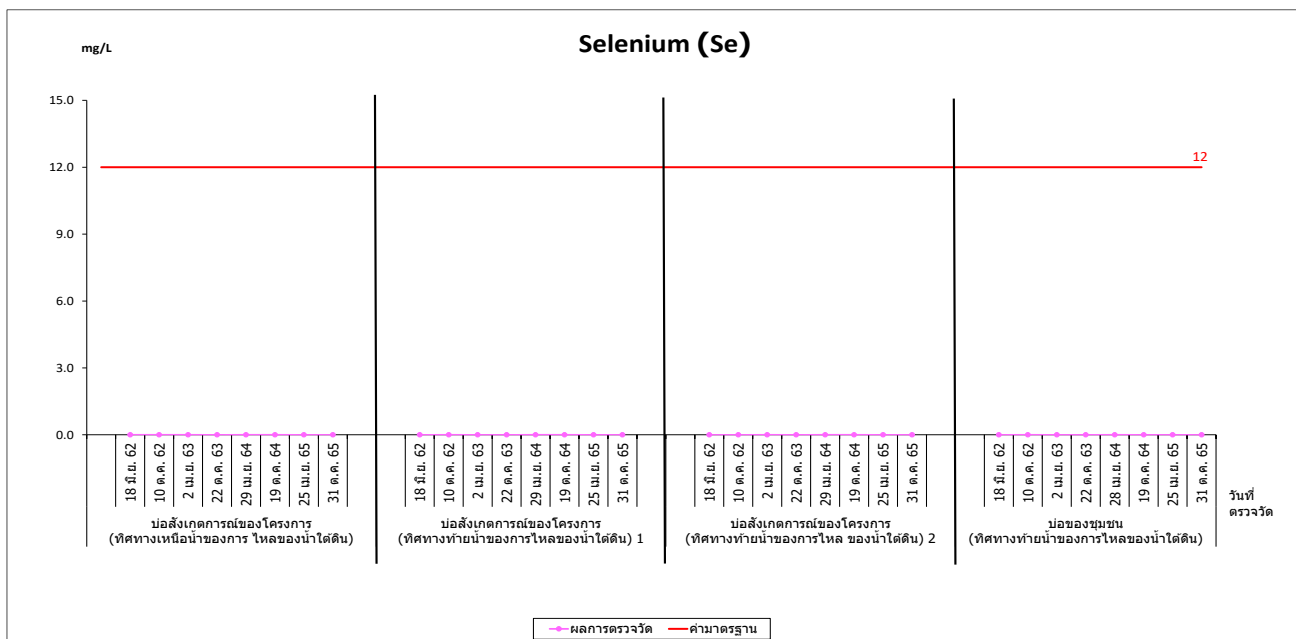 Selenium (Se)
mg/L
15.0
12.0
9.0
6.0
3.0
0.0
12
18 มิ.ย. 62
10 ต.ค. 62
2 เม.ย. 63
22 ต.ค. 63
29 เม.ย. 64
19 ต.ค. 64
25 เม.ย. 65
31 ต.ค. 65
18 มิ.ย. 62
10 ต.ค. 62
2 เม.ย. 63
22 ต.ค. 63
29 เม.ย. 64
19 ต.ค. 64
25 เม.ย. 65
31 ต.ค. 65
18 มิ.ย. 62
10 ต.ค. 62
2 เม.ย. 63
22 ต.ค. 63
29 เม.ย. 64
19 ต.ค. 64
25 เม.ย. 65
31 ต.ค. 65
18 มิ.ย. 62
10 ต.ค. 62
2 เม.ย. 63
22 ต.ค. 63
28 เม.ย. 64
19 ต.ค. 64
25 เม.ย. 65
31 ต.ค. 65
วันที่
ตรวจวัด
บ่อสังเกตการณ์ของโครงการ
(ทิศทางเหนือน้ำของการ ไหลของน้ำใต้ดิน)
บ่อสังเกตการณ์ของโครงการ
(ทิศทางท้ายน้ำของการไหลของน้ำใต้ดิน) 1
บ่อสังเกตการณ์ของโครงการ
(ทิศทางท้ายน้ำของการไหล ของน้ำใต้ดิน) 2
บ่อของชุมชน
(ทิศทางท้ายน้ำของการไหลของน้ำใต้ดิน)
ผลการตรวจวัด
ค่ามาตรฐาน